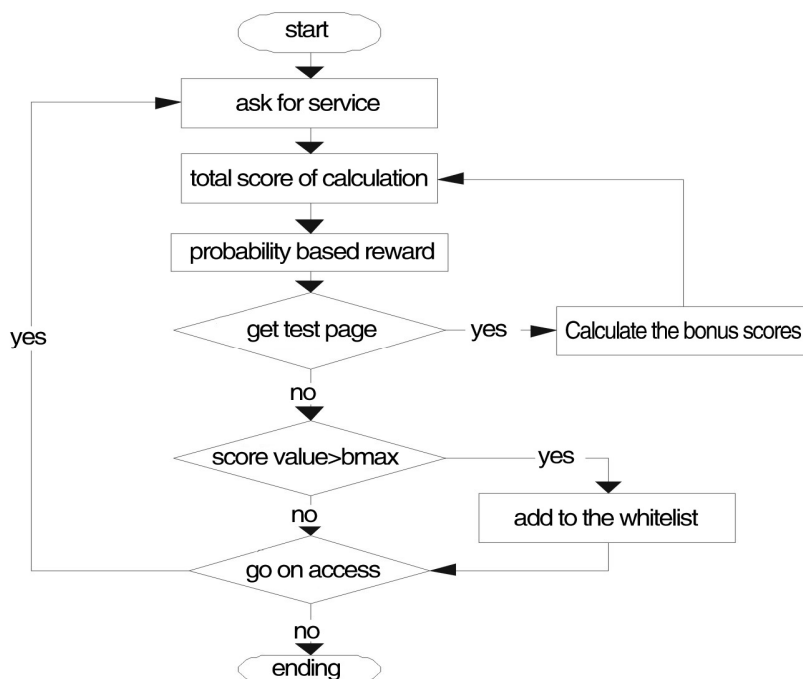 start
ask for service
total score of calculation
probability based reward
get test page
yes
Calculate the bonus scores
yes
no
score value>bmax
yes
no
add to the whitelist
go on access
no
ending